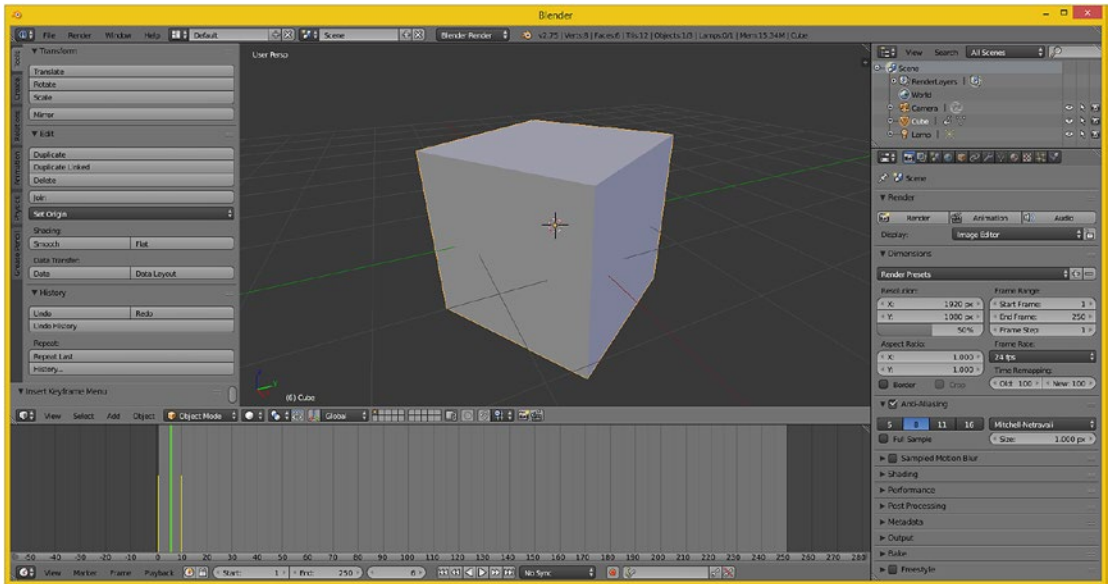 Blender
File Render Window Help Default Scene Blender Render v2.75 | Verts:8 | Faces:6 | Tris:12 | Objects:1/3 | Lamps:0/1 | Mem:15.34M | Cube
Tools
Create
Relations
Animation
Physics
Grease Pencil
▼ Transform
Translate
Rotate
Scale
Mirror
▼ Edit
Duplicate
Duplicate Linked
Delete
Join
Set Origin
Shading:
Smooth Flat
Data Transfer:
Data Data Layout
▼ History
Undo Redo
Undo History
Repeat:
Repeat Last
History...
▼ Insert Keyframe Menu
User Persp
(6) Cube
View Select Add Object Object Mode Global
-50 -40 -30 -20 -10 0 10 20 30 40 50 60 70 80 90 100 110 120 130 140 150 160 170 180 190 200 210 220 230 240 250 260 270 280
View Marker Frame Playback Start: 1 End: 250 6 No Sync
View Search All Scenes
Scene
RenderLayers |
World
Camera |
Cube |
Lamp |
Scene
▼ Render
Render Animation Audio
Display: Image Editor
▼ Dimensions
Render Presets
Resolution: Frame Range:
X: 1920 px Start Frame: 1
Y: 1080 px End Frame: 250
50% Frame Step: 1
Aspect Ratio: Frame Rate:
X: 1.000 24 fps
Y: 1.000 Time Remapping:
Border Crop Old: 100 New: 100
▼ Anti-Aliasing
5 8 11 16 Mitchell-Netravali
Full Sample Size: 1.000 px
▶ Sampled Motion Blur
▶ Shading
▶ Performance
▶ Post Processing
▶ Metadata
▶ Output
▶ Bake
▶ Freestyle